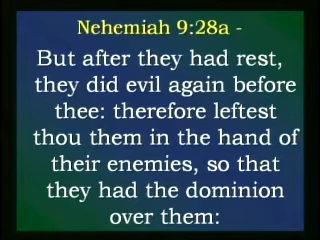 Nehemiah 9:28a -
But after they had rest,
they did evil again before
thee: therefore leftest
thou them in the hand of
their enemies, so that
they had the dominion
over them: